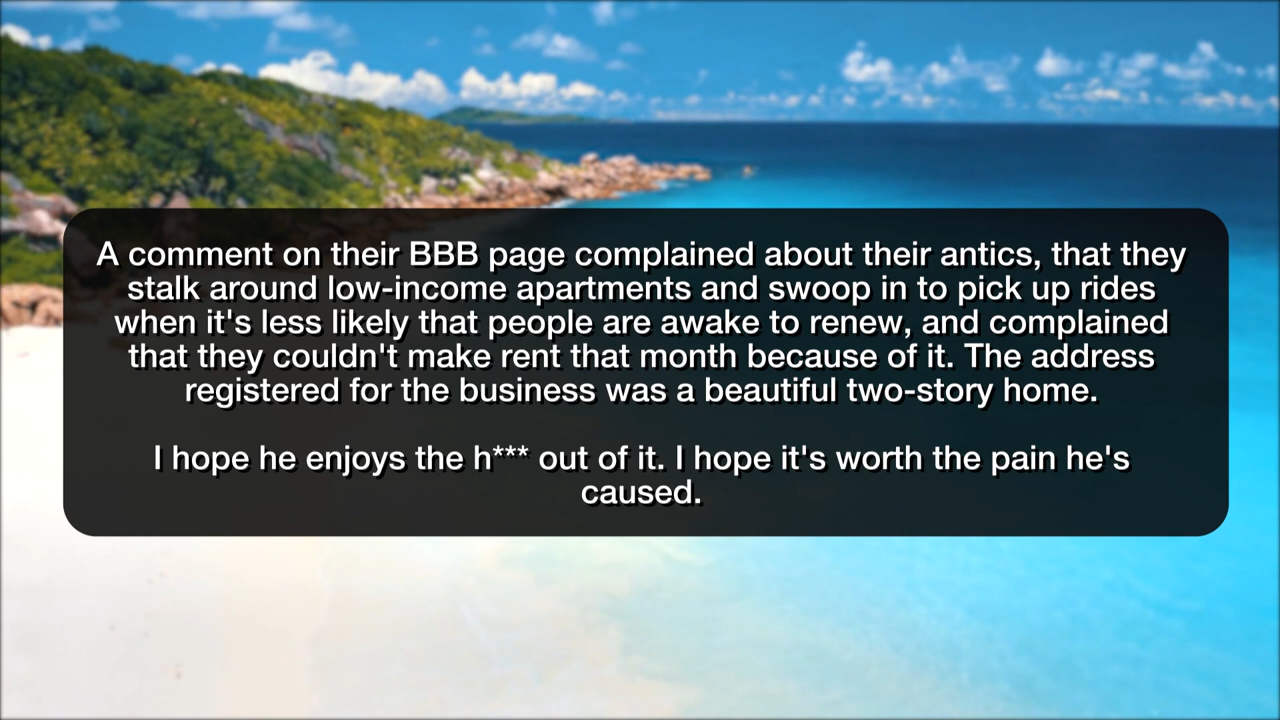 A comment on their BBB page complained about their antics, that they
stalk around low-income apartments and swoop in to pick up rides
when it's less likely that people are awake to renew, and complained
that they couldn't make rent that month because of it. The address
registered for the business was a beautiful two-story home.
I hope he enjoys the h*** out of it. I hope it's worth the pain he's
caused.